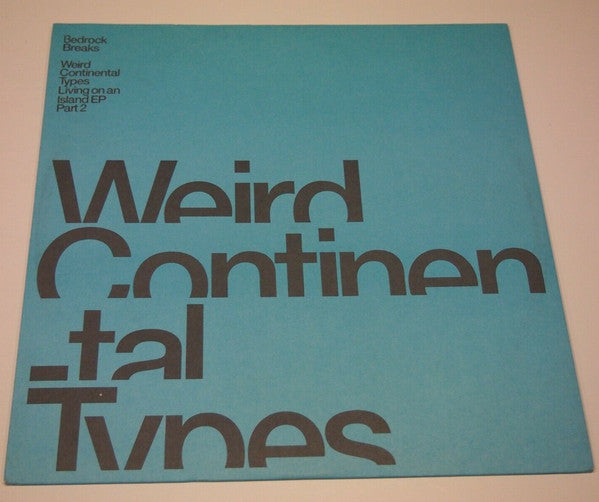 Bedrock
Breaks
Weird
Continental
Types
Living on an
Island EP
Part 2
Weird
Continen
-tal
Types